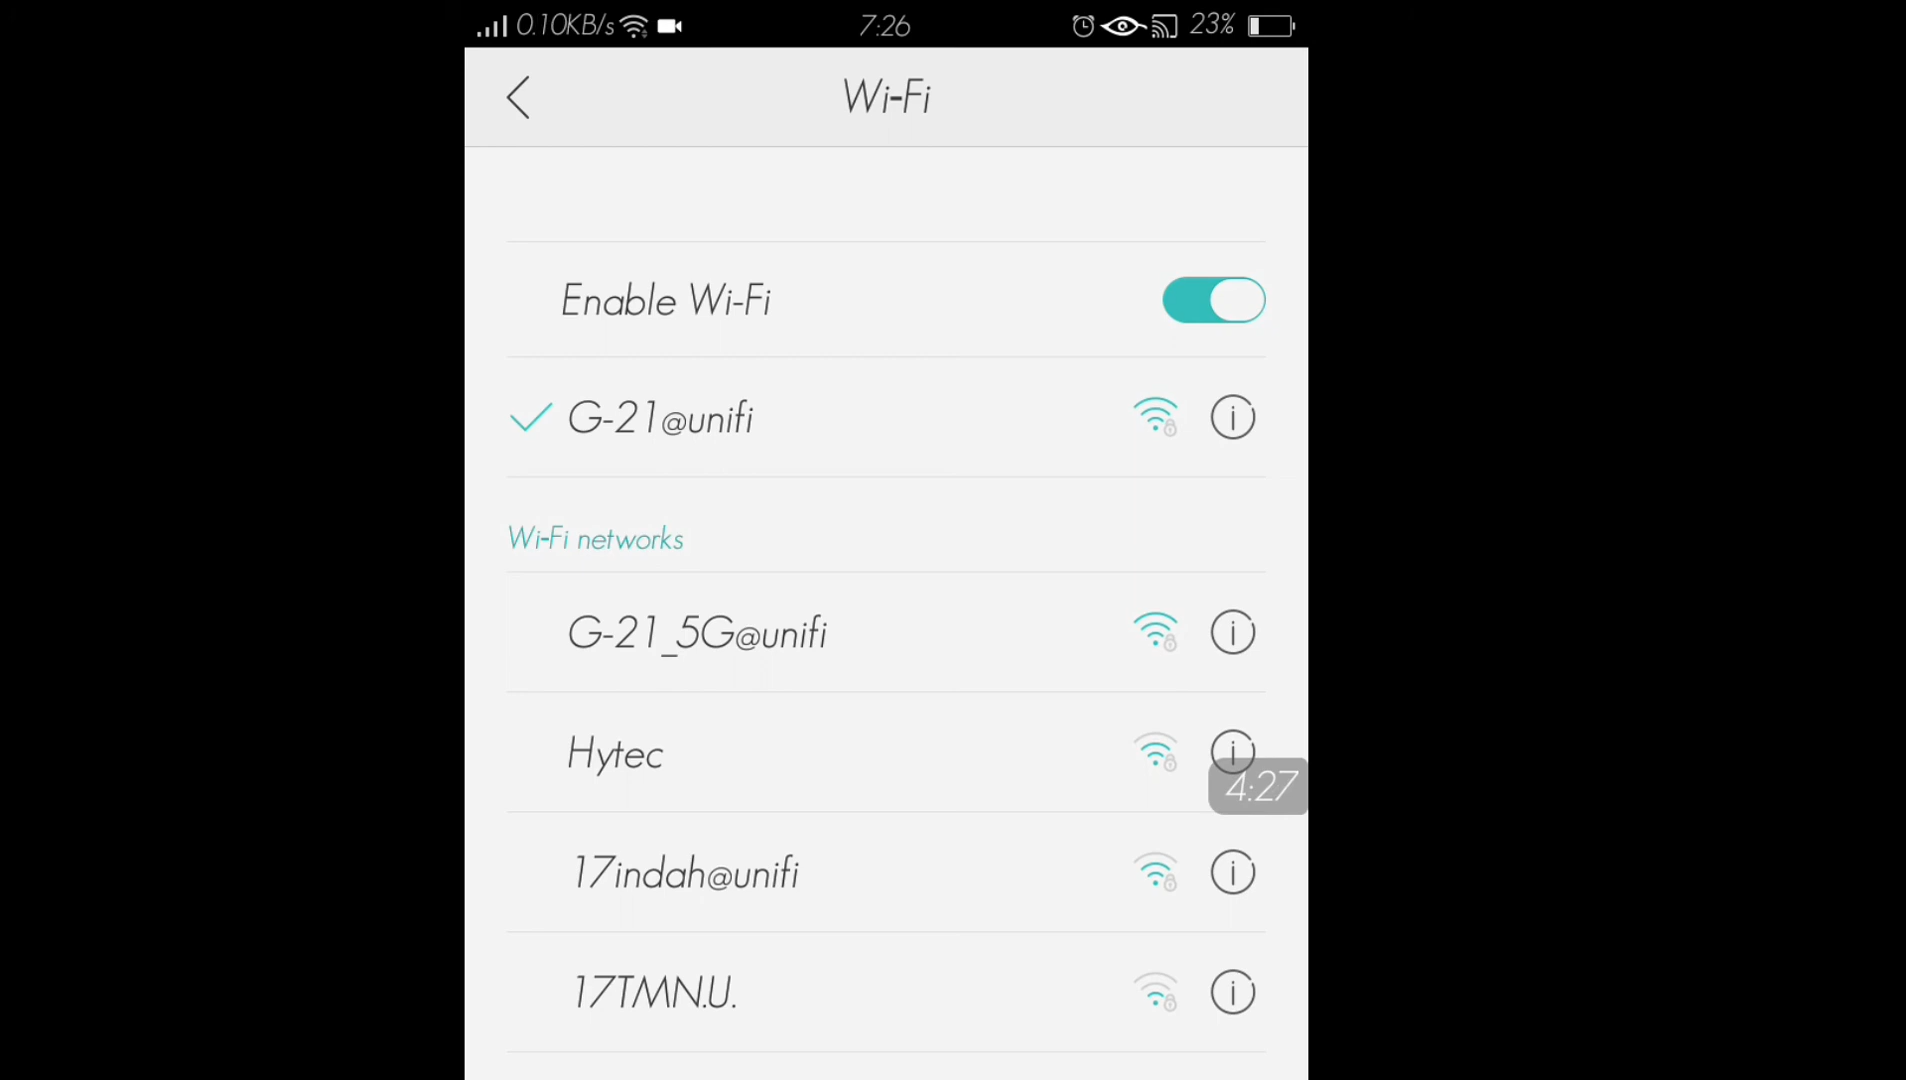 0.10KB/s 7:26 23%
Wi-Fi
Enable Wi-Fi
G-21@unifi
Wi-Fi networks
G-21_5G@unifi
Hytec
4:27
17indah@unifi
17TMN.U.